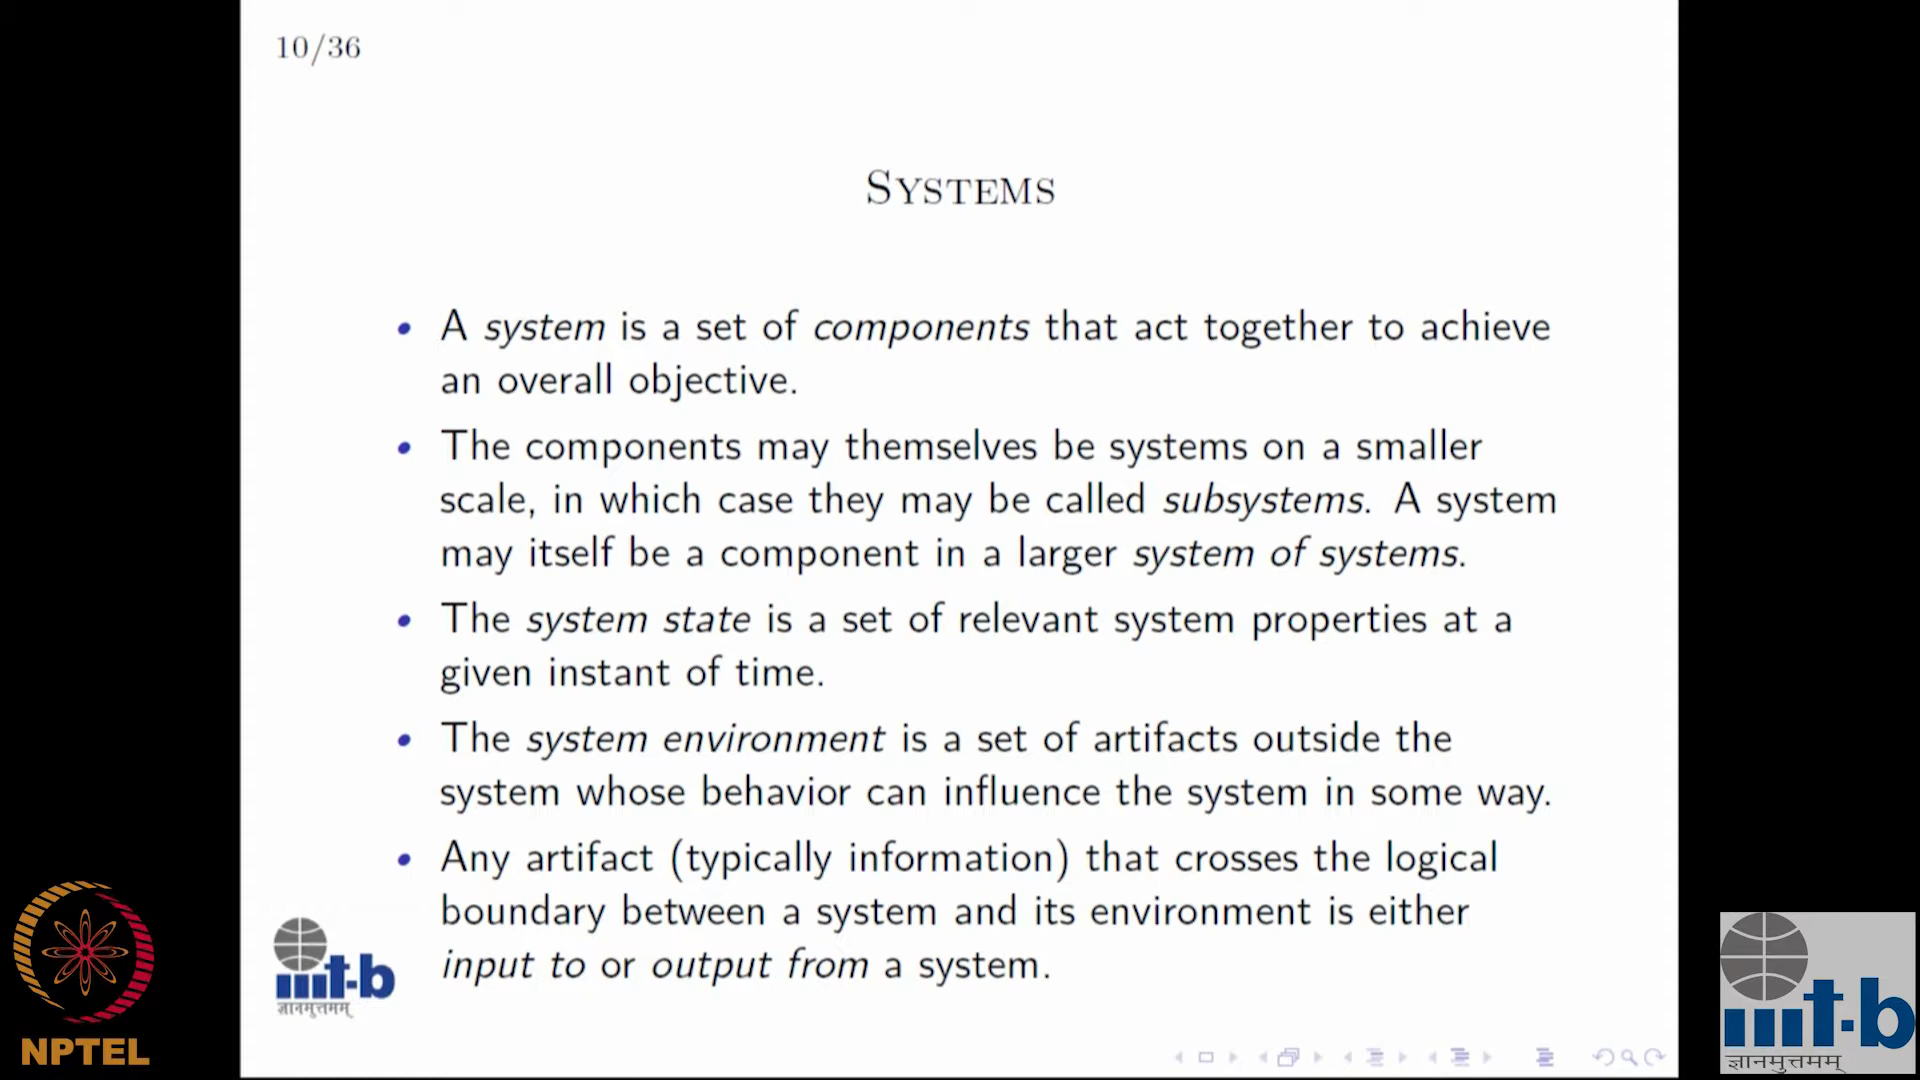 10/36
Systems
• A system is a set of components that act together to achieve
an overall objective.
• The components may themselves be systems on a smaller
scale, in which case they may be called subsystems. A system
may itself be a component in a larger system of systems.
• The system state is a set of relevant system properties at a
given instant of time.
• The system environment is a set of artifacts outside the
system whose behavior can influence the system in some way.
• Any artifact (typically information) that crosses the logical
boundary between a system and its environment is either
input to or output from a system.
iiit-b
ज्ञानमुत्तमम्
NPTEL
iiit-b
ज्ञानमुत्तमम्